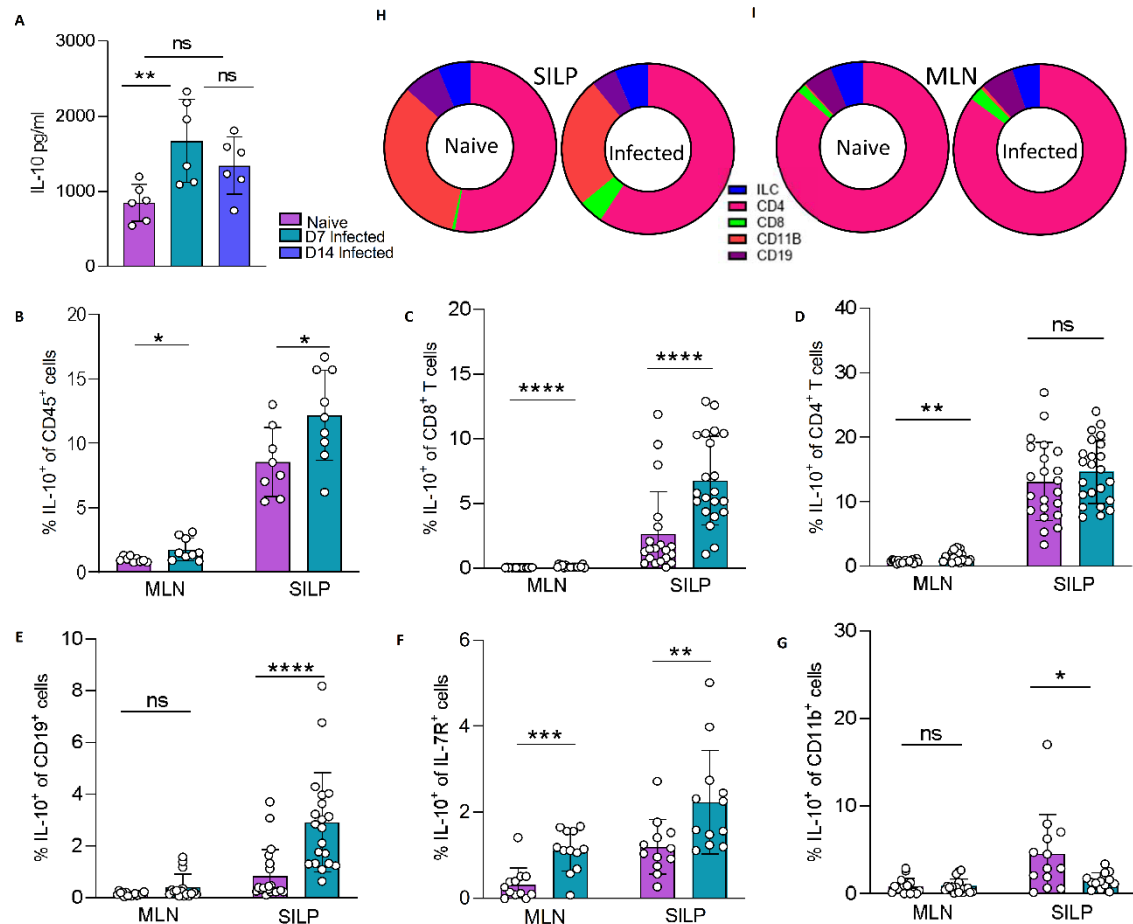 A
ns
**
ns
3000
2000
1000
0
IL-10 pg/ml
Naive
D7 Infected
D14 Infected
H
SILP
Naive
Infected
I
MLN
Naive
Infected
ILC
CD4
CD8
CD11B
CD19
B
20
15
10
5
0
% IL-10+ of CD45+ cells
*
*
MLN
SILP
C
20
15
10
5
0
% IL-10+ of CD8+ T cells
****
****
MLN
SILP
D
40
30
20
10
0
% IL-10+ of CD4+ T cells
**
ns
MLN
SILP
E
10
8
6
4
2
0
% IL-10+ of CD19+ cells
ns
****
MLN
SILP
F
6
4
2
0
% IL-10+ of IL-7R+ cells
***
**
MLN
SILP
G
30
20
10
0
% IL-10+ of CD11b+ cells
ns
*
MLN
SILP